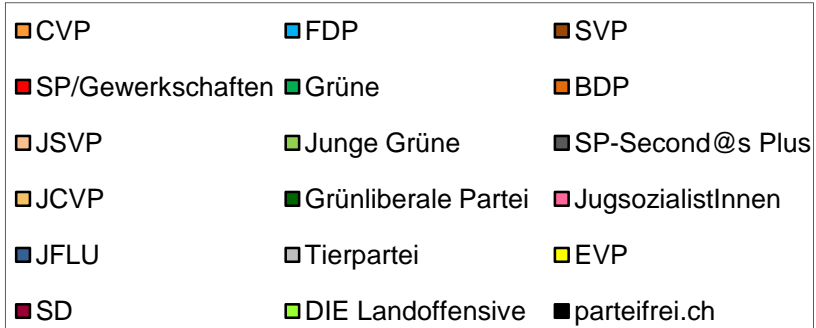 CVP FDP SVP
SP/Gewerkschaften Grüne BDP
JSVP Junge Grüne SP-Second@s Plus
JCVP Grünliberale Partei JugsozialistInnen
JFLU Tierpartei EVP
SD DIE Landoffensive parteifrei.ch